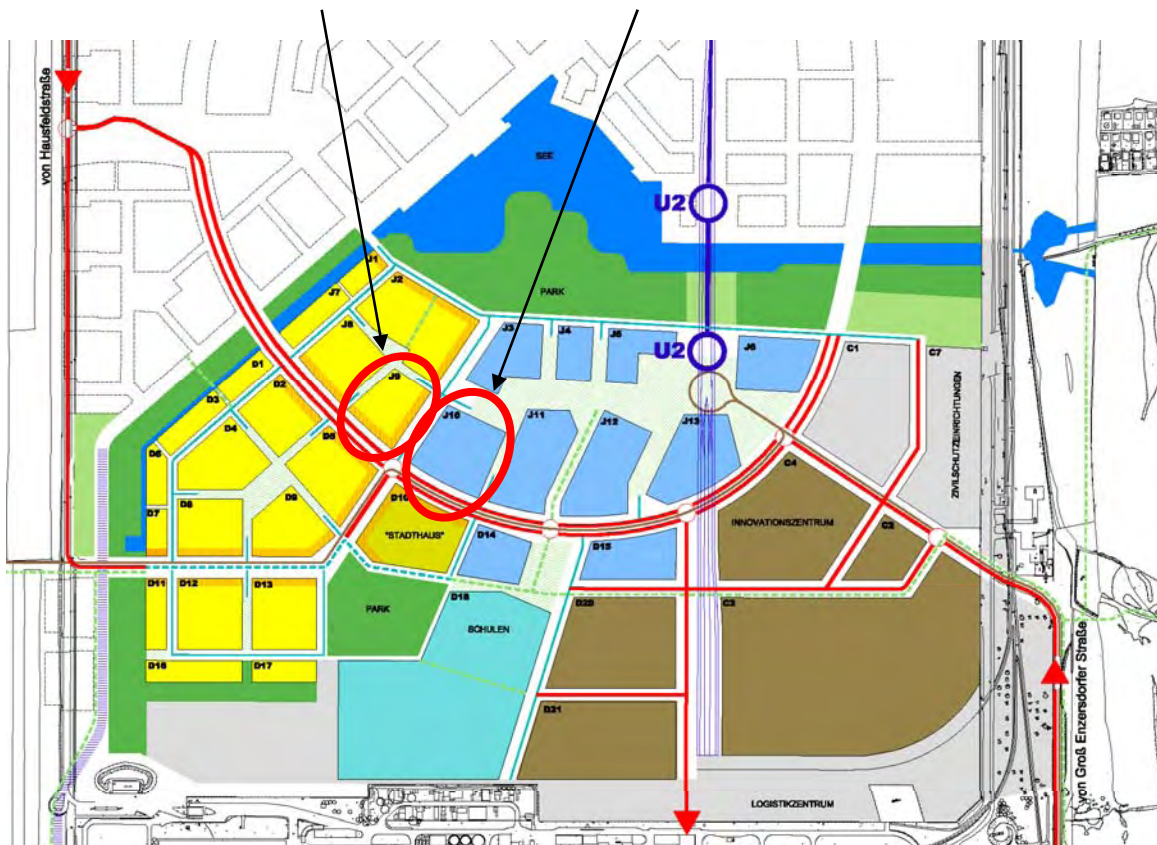 von Hausfeldstraße
SEE
U2
PARK
J1
J2
J7
J8
J3
J4
J5
U2
J6
C1
C7
D1
D2
J9
D3
D4
D5
J10
J11
J12
J13
ZIVILSCHUTZEINRICHTUNGEN
D6
D7
D8
D9
D10
"STADTHAUS"
C4
INNOVATIONSZENTRUM
C2
D14
D15
D11
D12
D13
PARK
D18
SCHULEN
D20
C3
D16
D17
D21
LOGISTIKZENTRUM
von Groß Enzersdorfer Straße